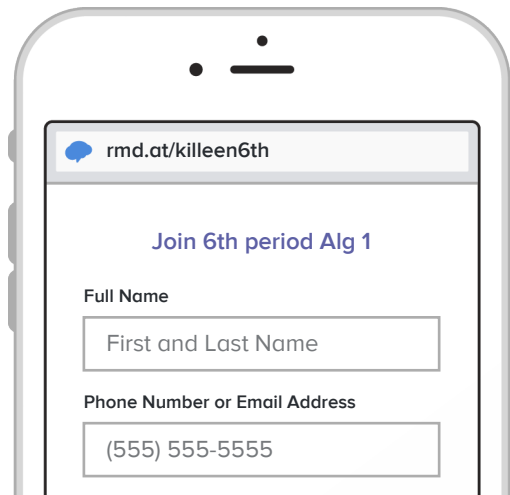 rmd.at/killeen6th
Join 6th period Alg 1
Full Name
First and Last Name
Phone Number or Email Address
(555) 555-5555